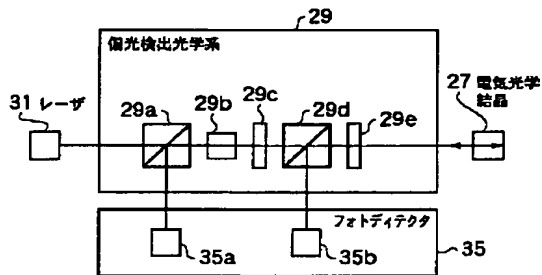 偏光検出光学系
29
31 レーザ
29a
29b
29c
29d
29e
27 電気光学
結晶
フォトディテクタ
35a
35b
35